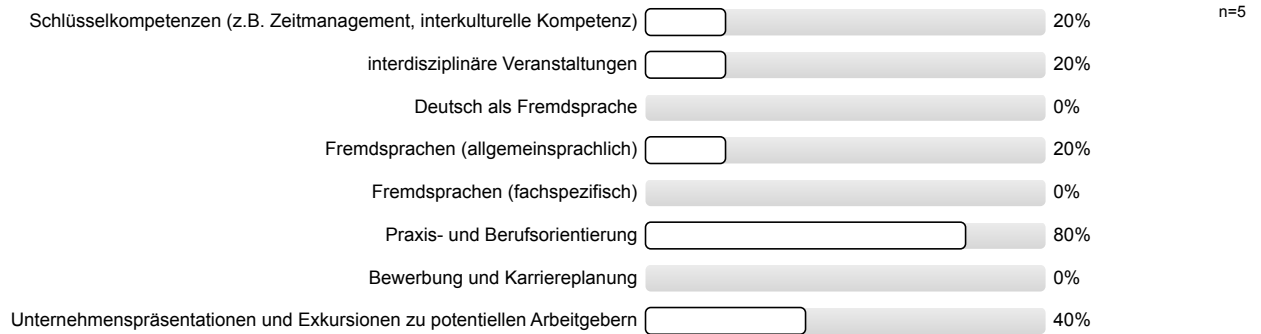 Schlüsselkompetenzen (z.B. Zeitmanagement, interkulturelle Kompetenz) 20% n=5
interdisziplinäre Veranstaltungen 20%
Deutsch als Fremdsprache 0%
Fremdsprachen (allgemeinsprachlich) 20%
Fremdsprachen (fachspezifisch) 0%
Praxis- und Berufsorientierung 80%
Bewerbung und Karriereplanung 0%
Unternehmenspräsentationen und Exkursionen zu potentiellen Arbeitgebern 40%